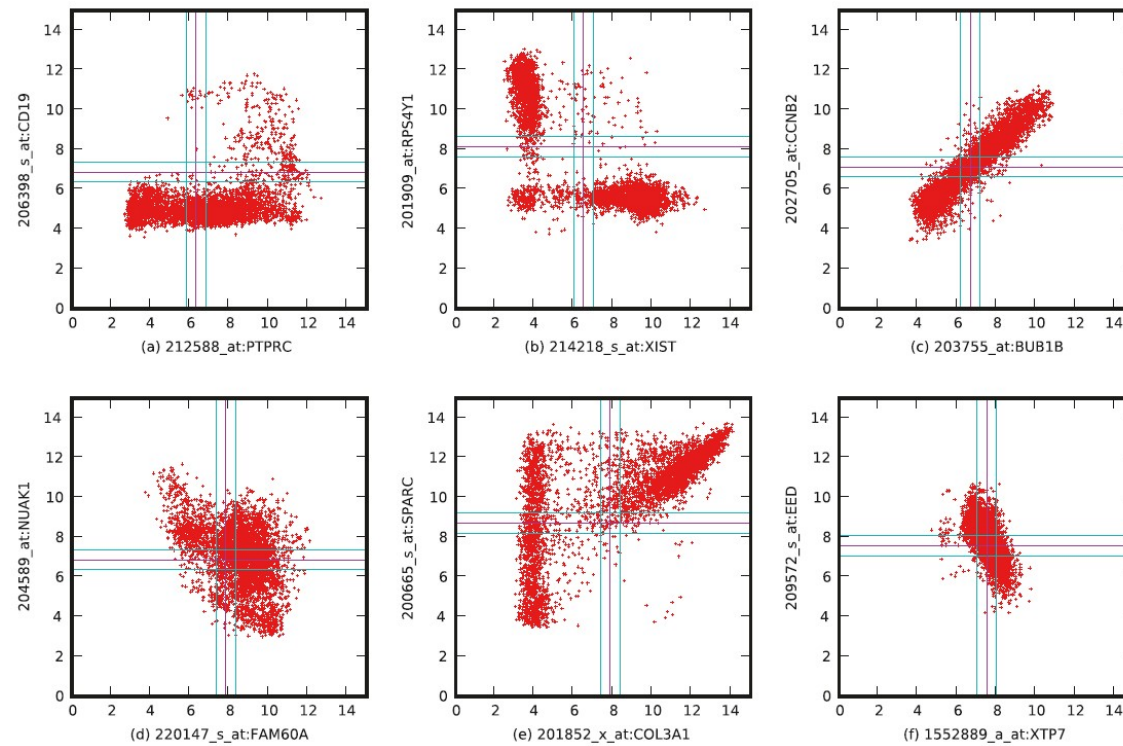 14
12
10
8
6
4
2
0
206398_s_at:CD19
0 2 4 6 8 10 12 14
(a) 212588_at:PTPRC
14
12
10
8
6
4
2
0
201909_at:RPS4Y1
0 2 4 6 8 10 12 14
(b) 214218_s_at:XIST
14
12
10
8
6
4
2
0
202705_at:CCNB2
0 2 4 6 8 10 12 14
(c) 203755_at:BUB1B
14
12
10
8
6
4
2
0
204589_at:NUAK1
0 2 4 6 8 10 12 14
(d) 220147_s_at:FAM60A
14
12
10
8
6
4
2
0
200665_s_at:SPARC
0 2 4 6 8 10 12 14
(e) 201852_x_at:COL3A1
14
12
10
8
6
4
2
0
209572_s_at:EED
0 2 4 6 8 10 12 14
(f) 1552889_a_at:XTP7